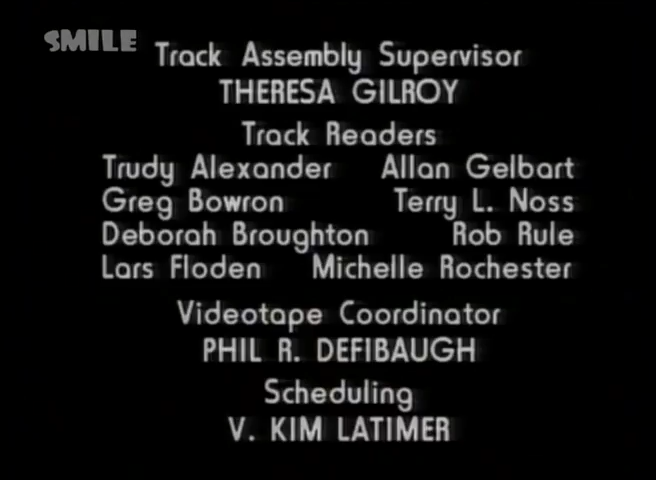 SMILE
Track Assembly Supervisor
THERESA GILROY
Track Readers
Trudy Alexander Allan Gelbart
Greg Bowron Terry L. Noss
Deborah Broughton Rob Rule
Lars Floden Michelle Rochester
Videotape Coordinator
PHIL R. DEFIBAUGH
Scheduling
V. KIM LATIMER